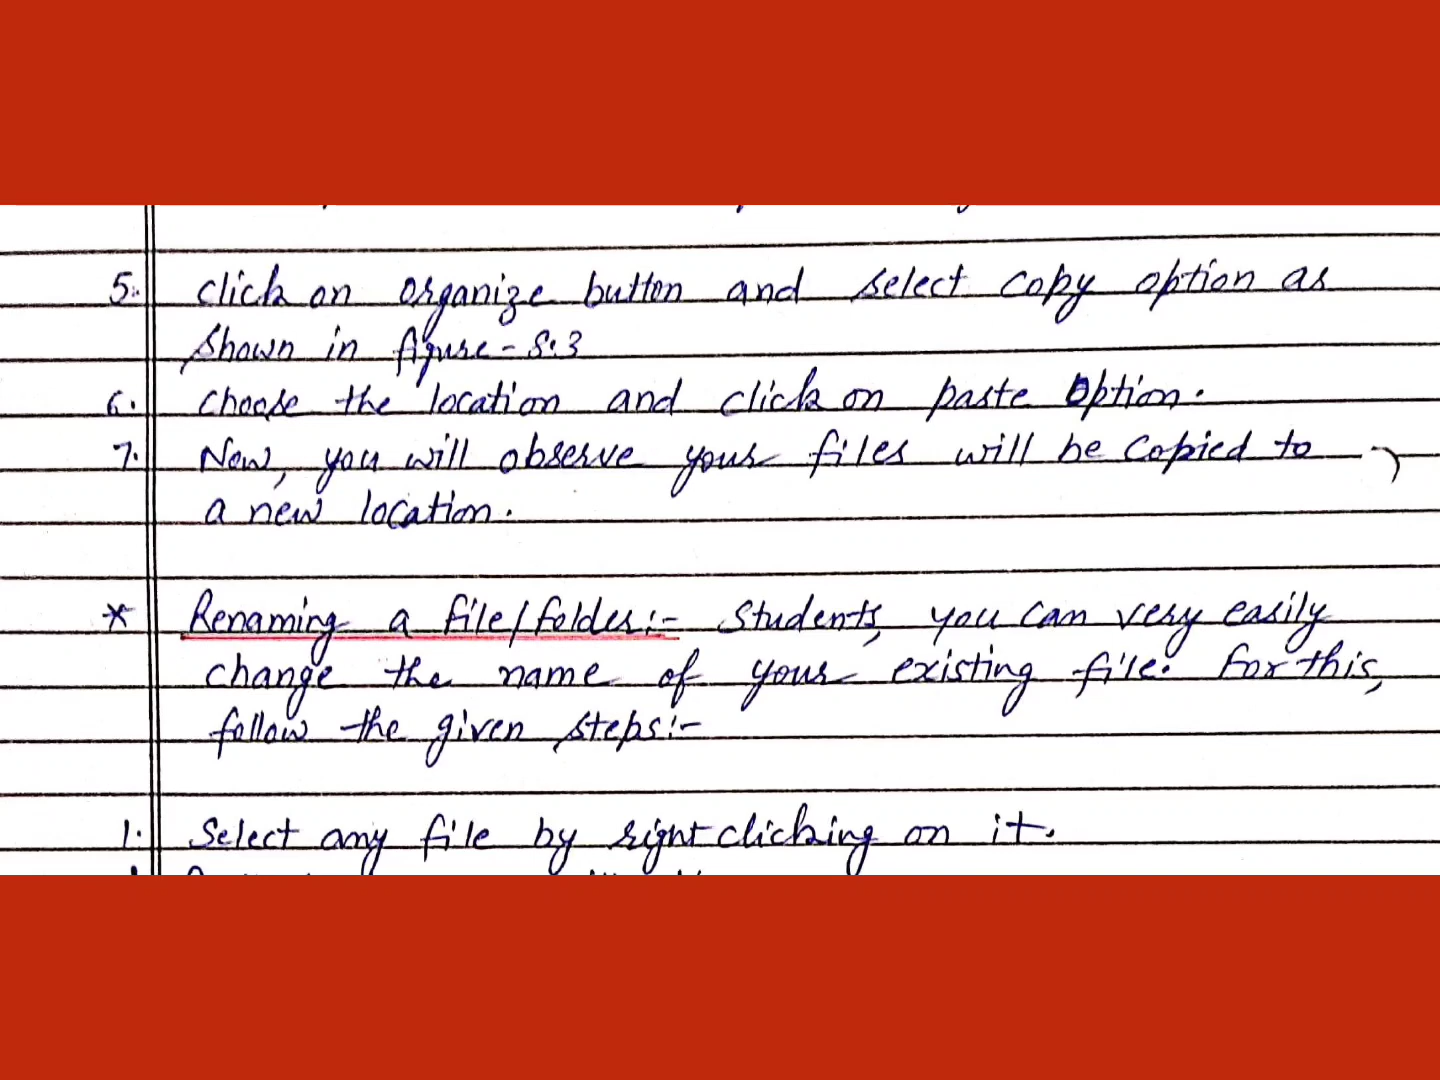 5. click on organize button and select copy option as
shown in figure - 8.3
6. choose the location and click on paste option.
7. Now, you will observe your files will be copied to
a new location.
* Renaming a file/folder:- Students, you can very easily
change the name of your existing file. For this,
follow the given steps:-
1. Select any file by right clicking on it.